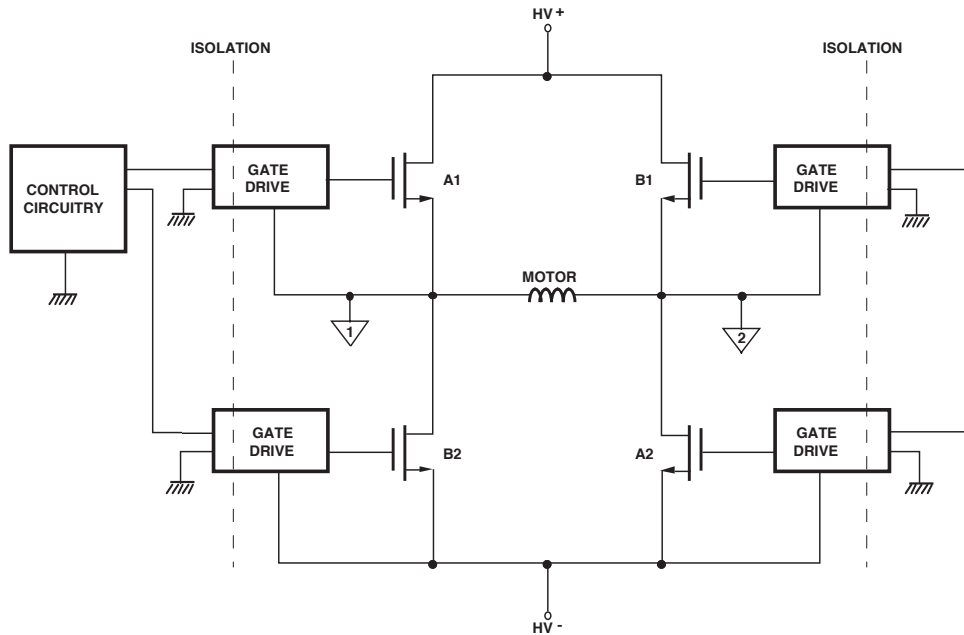 HV+
ISOLATION
ISOLATION
CONTROL
CIRCUITRY
GATE
DRIVE
A1
B1
GATE
DRIVE
MOTOR
1
2
GATE
DRIVE
B2
A2
GATE
DRIVE
HV-